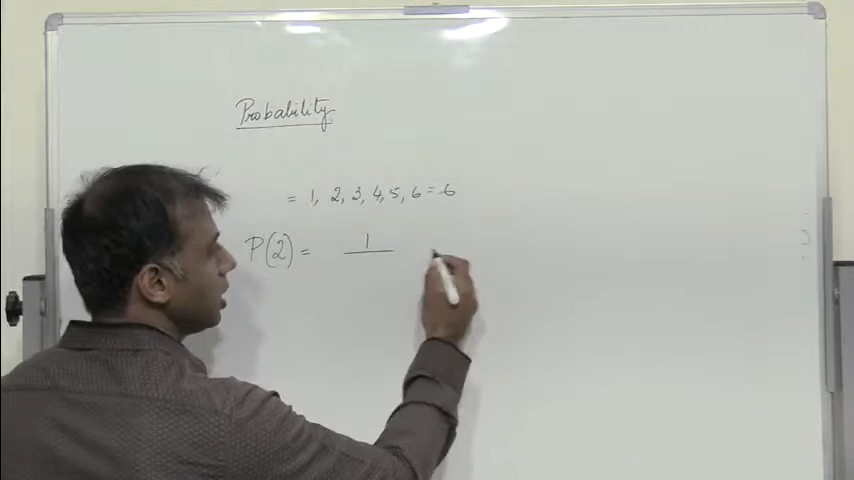 Probability
= 1, 2, 3, 4, 5, 6 = 6
P(2) = 1